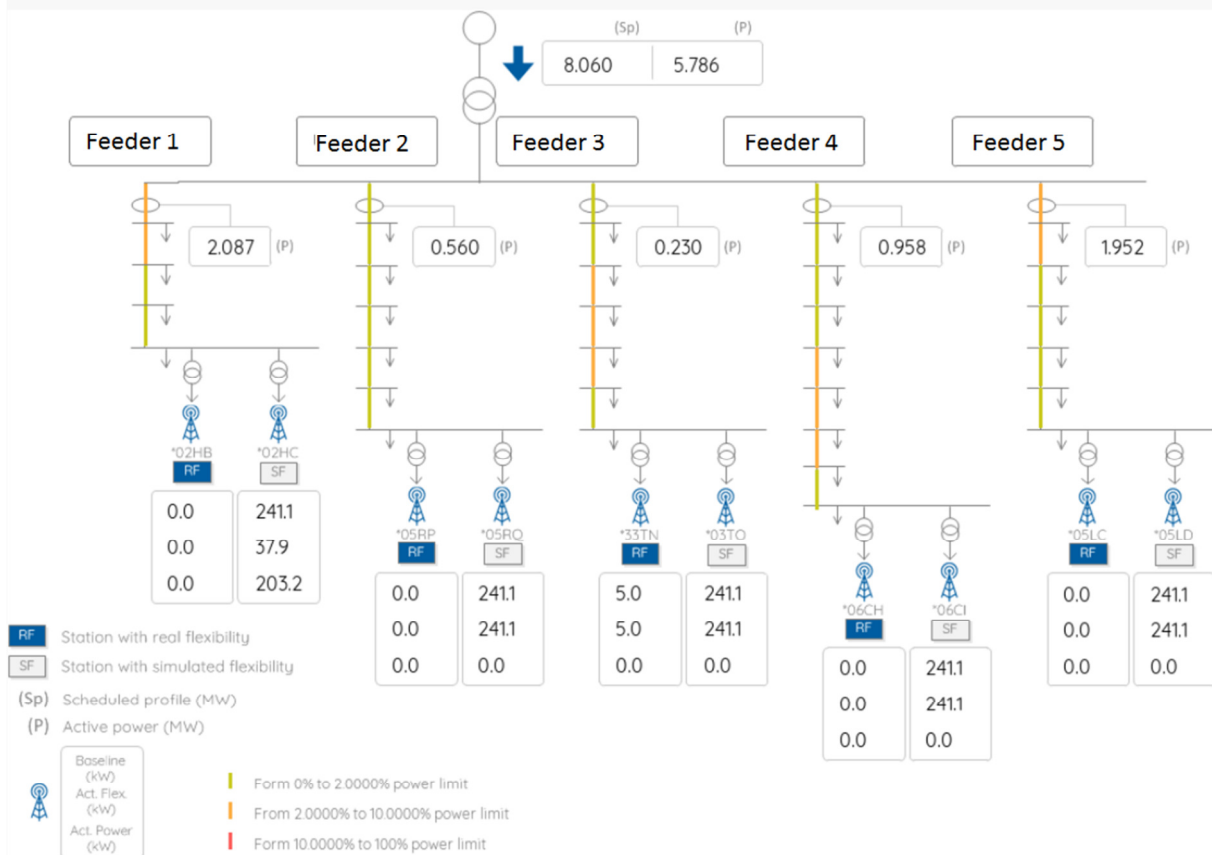 (Sp) (P)
8.060 5.786
Feeder 1 Feeder 2 Feeder 3 Feeder 4 Feeder 5
2.087 (P) 0.560 (P) 0.230 (P) 0.958 (P) 1.952 (P)
*02HB *02HC
RF SF
0.0 241.1
0.0 37.9
0.0 203.2
*05RP *05RQ
RF SF
0.0 241.1
0.0 241.1
0.0 0.0
*33TN *03TO
RF SF
5.0 241.1
5.0 241.1
0.0 0.0
*06CH *06CI
RF SF
0.0 241.1
0.0 241.1
0.0 0.0
*05LC *05LD
RF SF
0.0 241.1
0.0 241.1
0.0 0.0
RF Station with real flexibility
SF Station with simulated flexibility
(Sp) Scheduled profile (MW)
(P) Active power (MW)
Baseline
(kW)
Act. Flex.
(kW)
Act. Power
(kW)
Form 0% to 2.0000% power limit
From 2.0000% to 10.0000% power limit
Form 10.0000% to 100% power limit